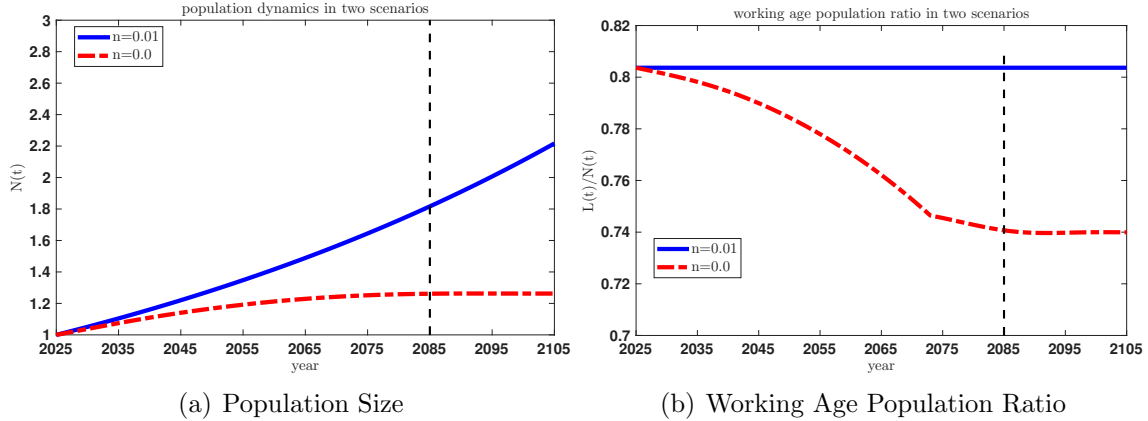 population dynamics in two scenarios
3
2.8
2.6
2.4
2.2
2
1.8
1.6
1.4
1.2
1
N(t)
n=0.01
n=0.0
2025 2035 2045 2055 2065 2075 2085 2095 2105
year
(a) Population Size
working age population ratio in two scenarios
0.82
0.8
0.78
0.76
0.74
0.72
0.7
L(t)/N(t)
n=0.01
n=0.0
2025 2035 2045 2055 2065 2075 2085 2095 2105
year
(b) Working Age Population Ratio